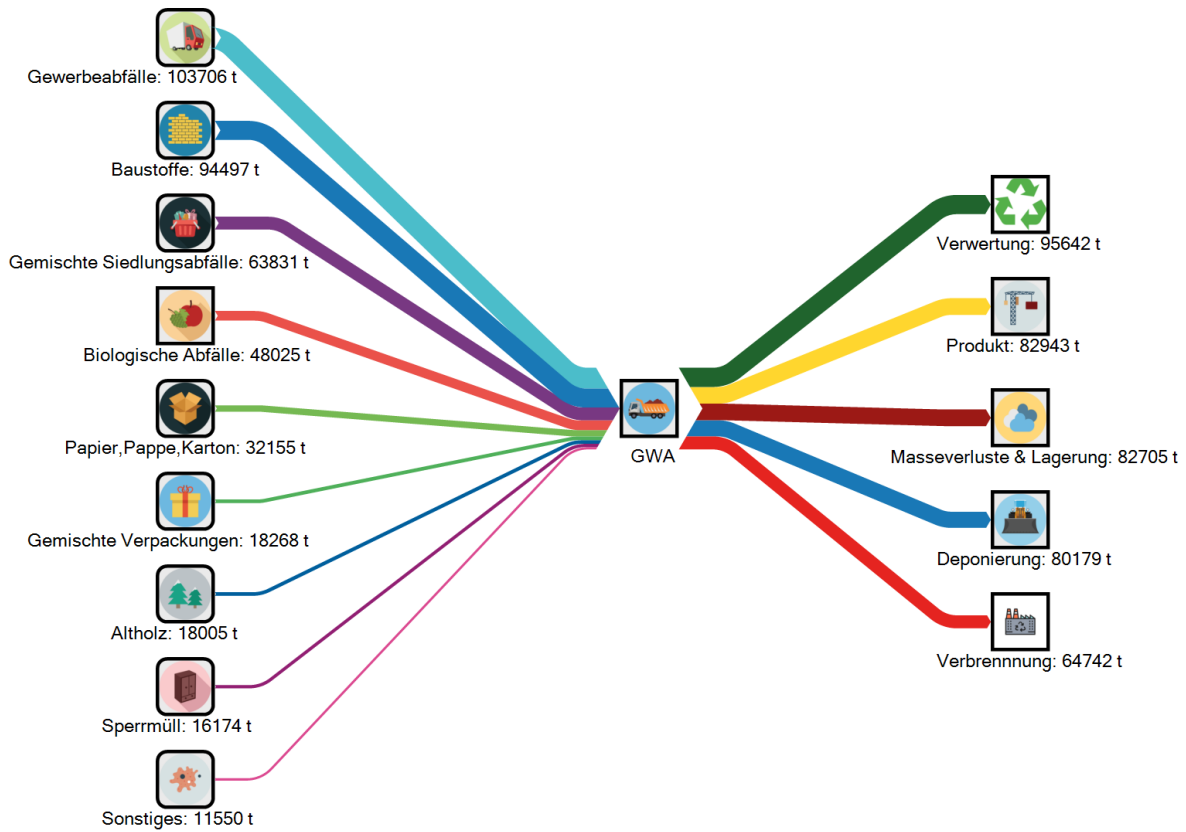 Gewerbeabfälle: 103706 t
Baustoffe: 94497 t
Gemischte Siedlungsabfälle: 63831 t
Biologische Abfälle: 48025 t
Papier,Pappe,Karton: 32155 t
Gemischte Verpackungen: 18268 t
Altholz: 18005 t
Sperrmüll: 16174 t
Sonstiges: 11550 t
GWA
Verwertung: 95642 t
Produkt: 82943 t
Masseverluste & Lagerung: 82705 t
Deponierung: 80179 t
Verbrennnung: 64742 t